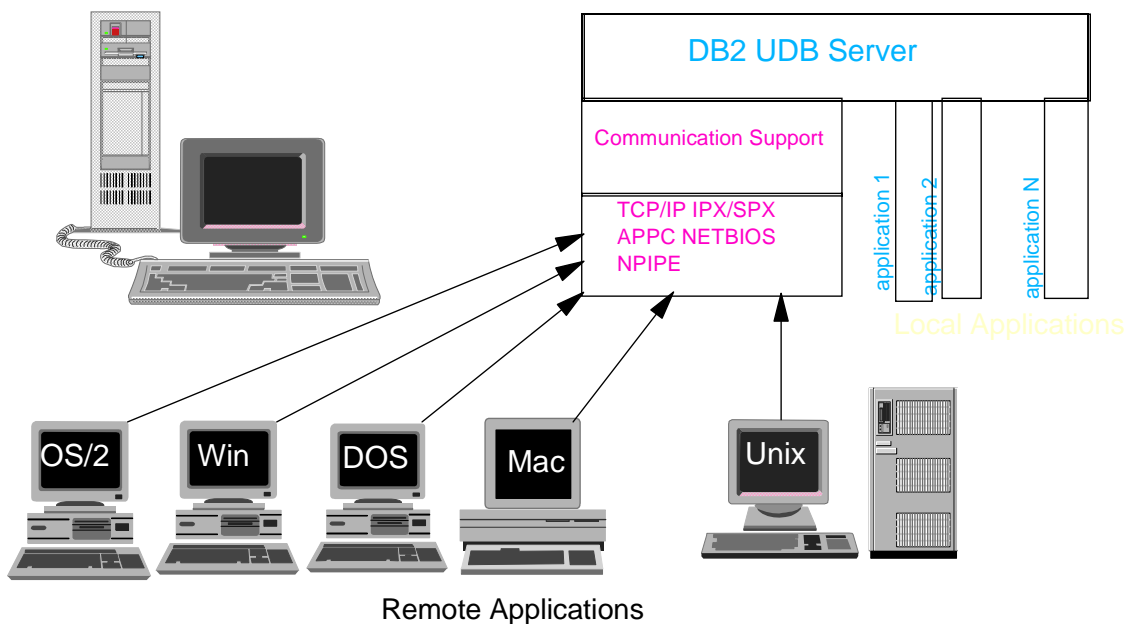 DB2 UDB Server
Communication Support
TCP/IP IPX/SPX
APPC NETBIOS
NPIPE
application 1
application 2
application N
Local Applications
OS/2
Win
DOS
Mac
Unix
Remote Applications